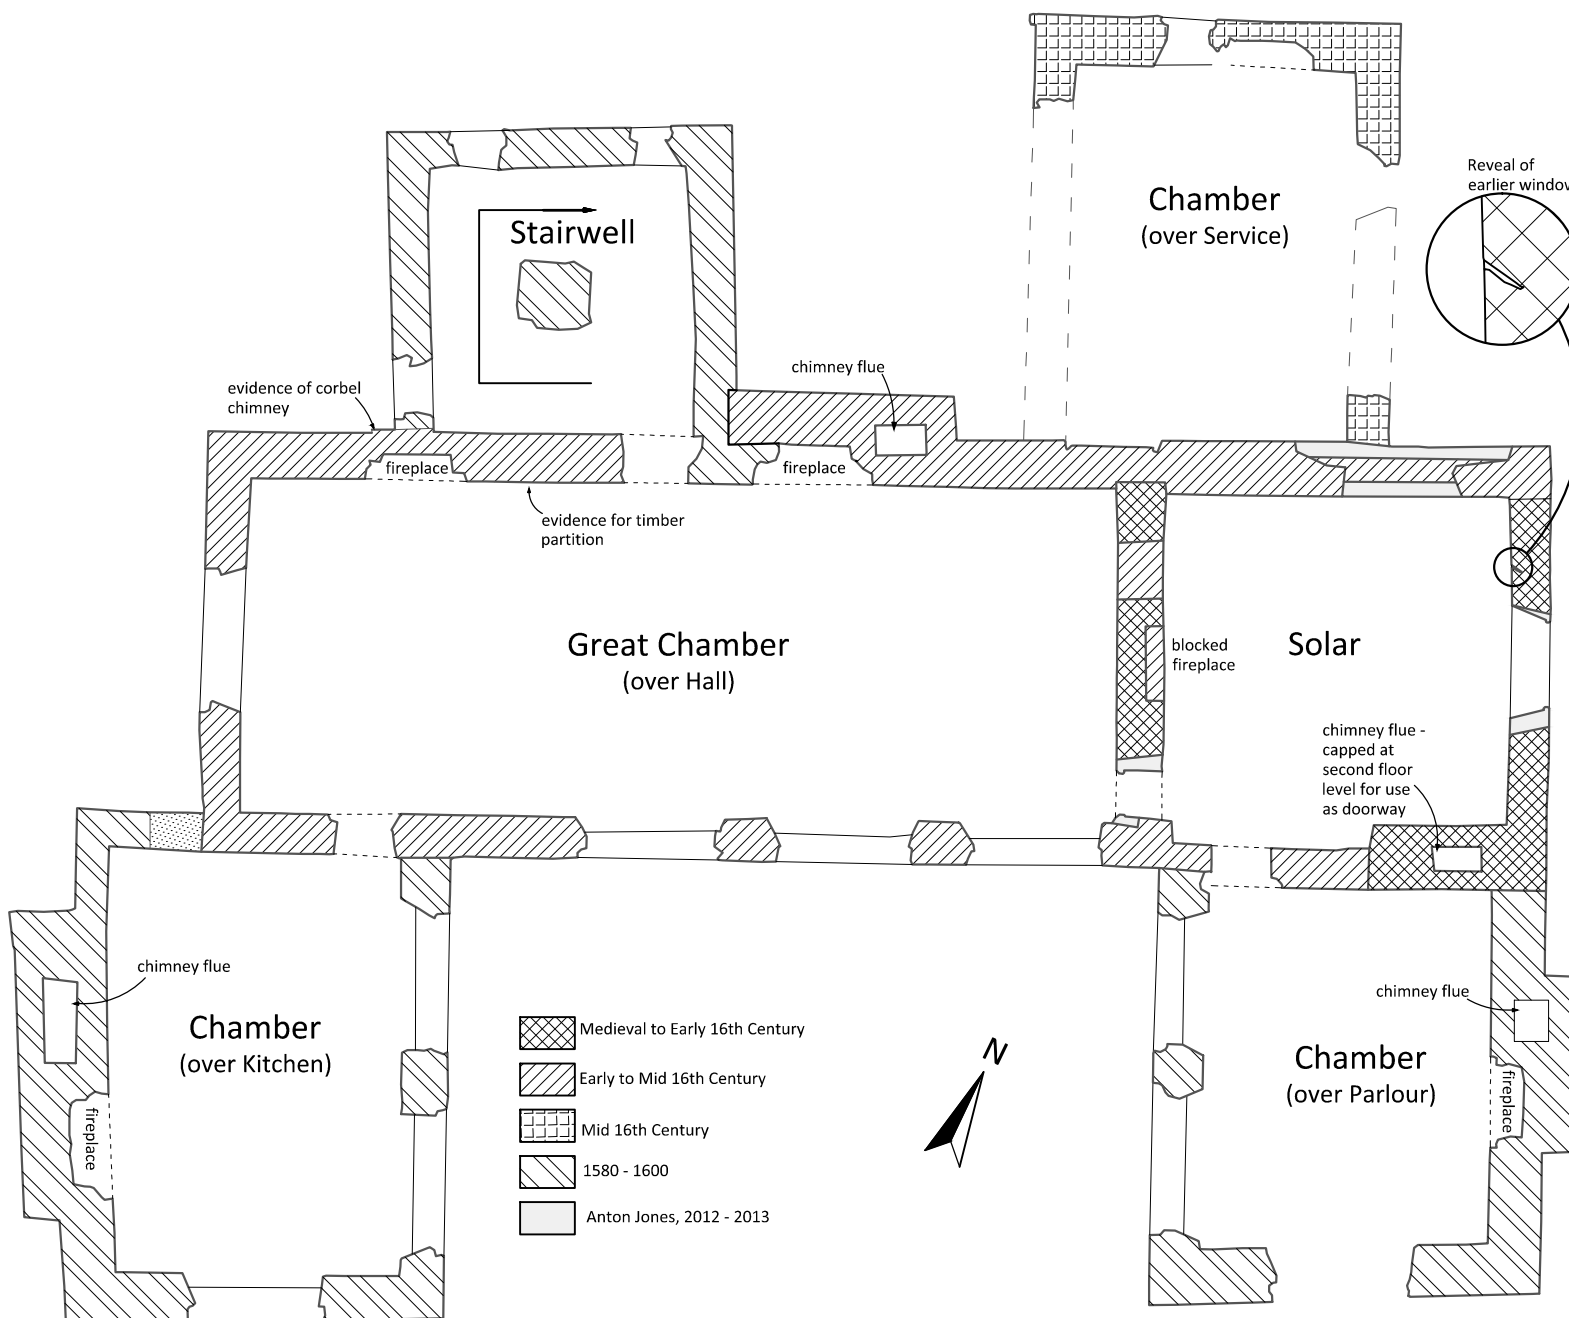 Reveal of
earlier window
Chamber
(over Service)
Stairwell
chimney flue
evidence of corbel
chimney
fireplace
fireplace
evidence for timber
partition
Great Chamber
(over Hall)
blocked
fireplace
Solar
chimney flue -
capped at
second floor
level for use
as doorway
chimney flue
Chamber
(over Kitchen)
fireplace
Medieval to Early 16th Century
Early to Mid 16th Century
Mid 16th Century
1580 - 1600
Anton Jones, 2012 - 2013
N
chimney flue
Chamber
(over Parlour)
fireplace